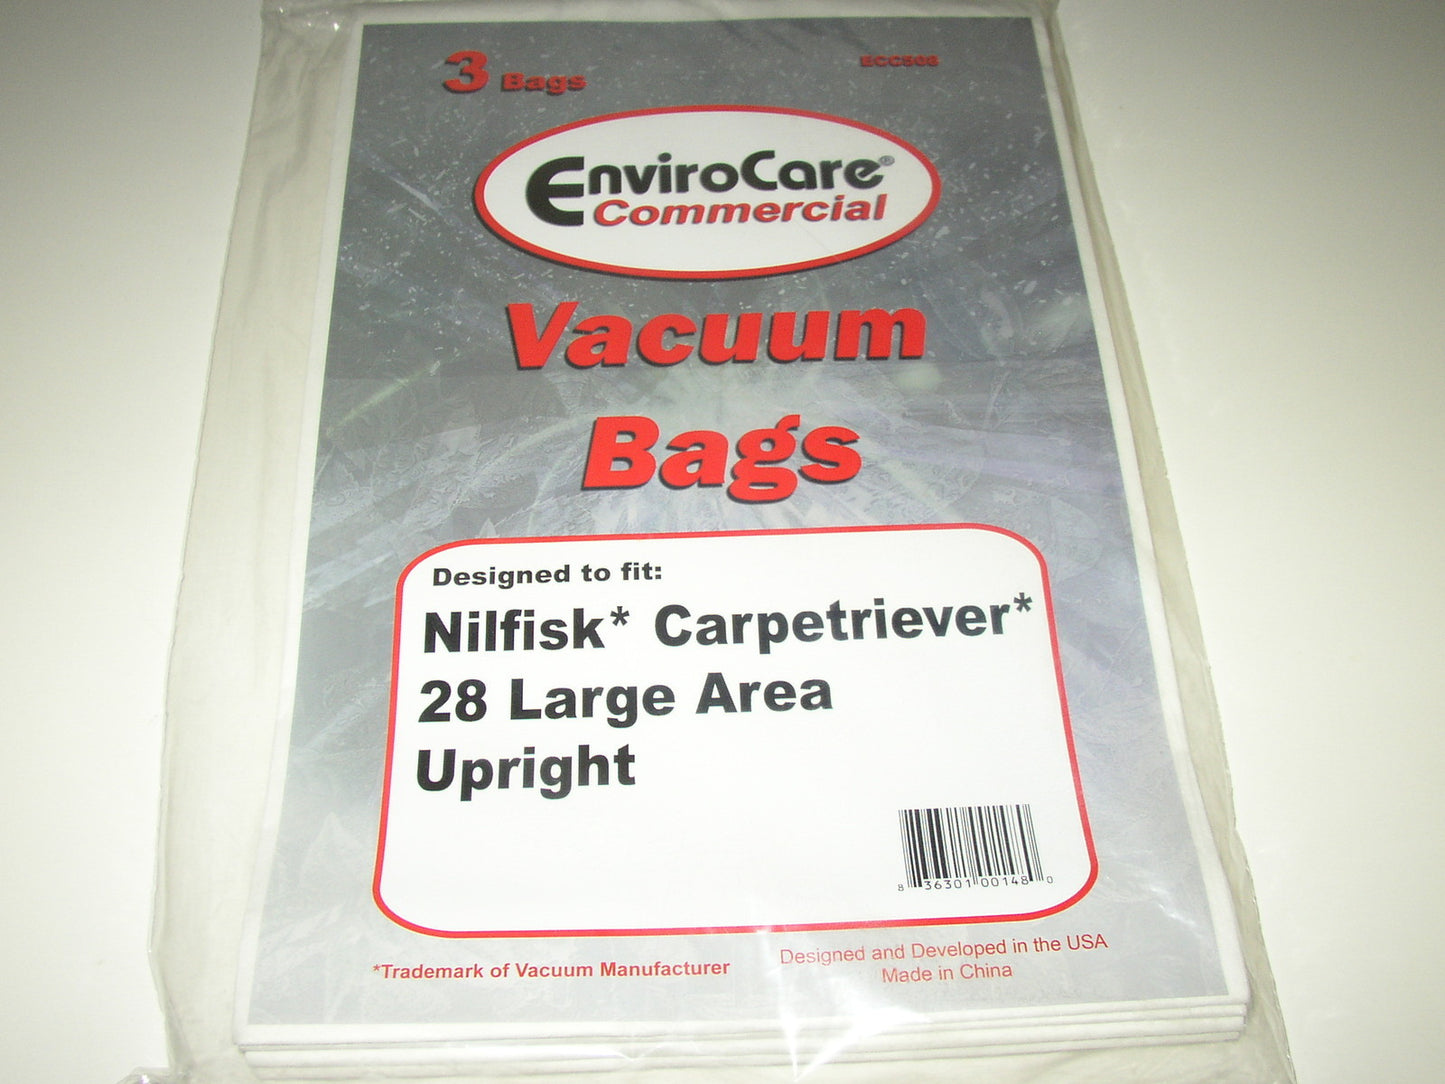 3 Bags
ECC508
EnviroCare®
Commercial
Vacuum
Bags
Designed to fit:
Nilfisk* Carpetriever*
28 Large Area
Upright
8 36301 00148 0
*Trademark of Vacuum Manufacturer
Designed and Developed in the USA
Made in China